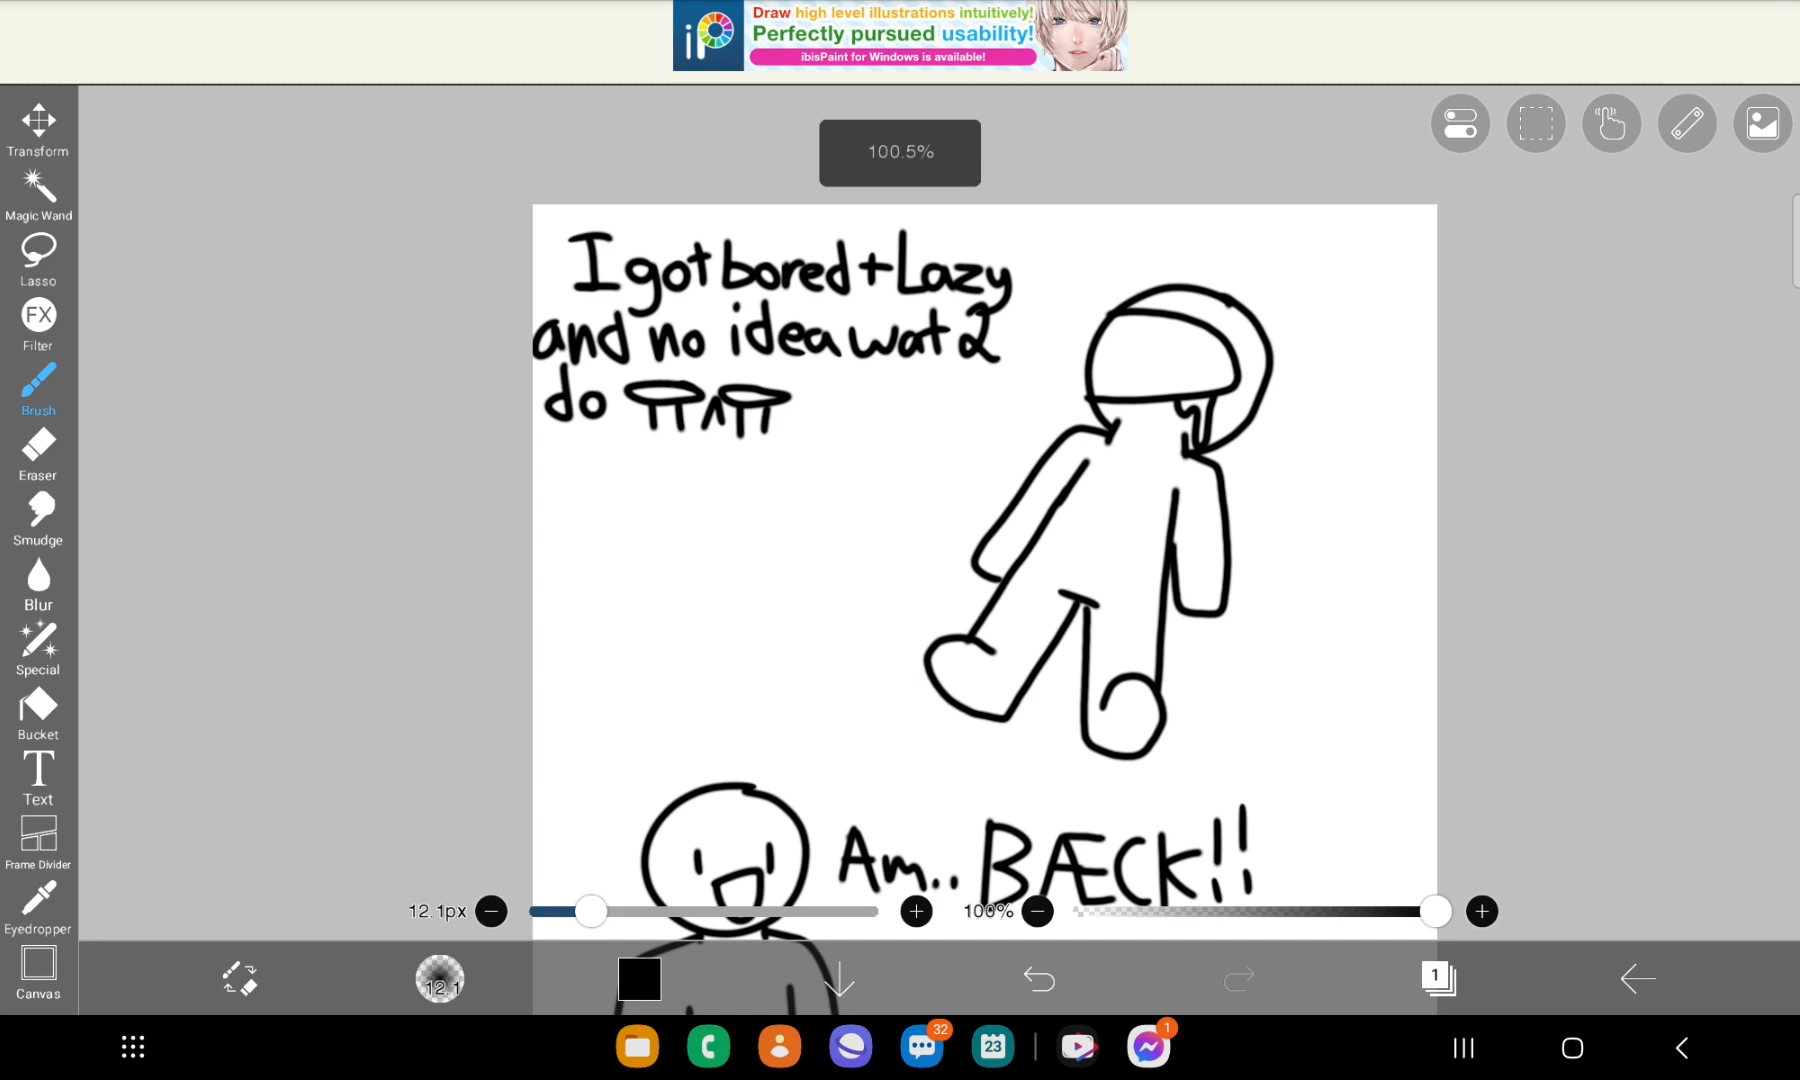 Draw high level illustrations intuitively!
Perfectly pursued usability!
ibisPaint for Windows is available!
100.5%
Transform
Magic Wand
Lasso
FX
Filter
Brush
Eraser
Smudge
Blur
Special
Bucket
T
Text
Frame Divider
Eyedropper
Canvas
I got bored + Lazy
and no idea wat 2
do
Am.. BÆCK!!
12.1px
100%
12.1
1
32
23
1